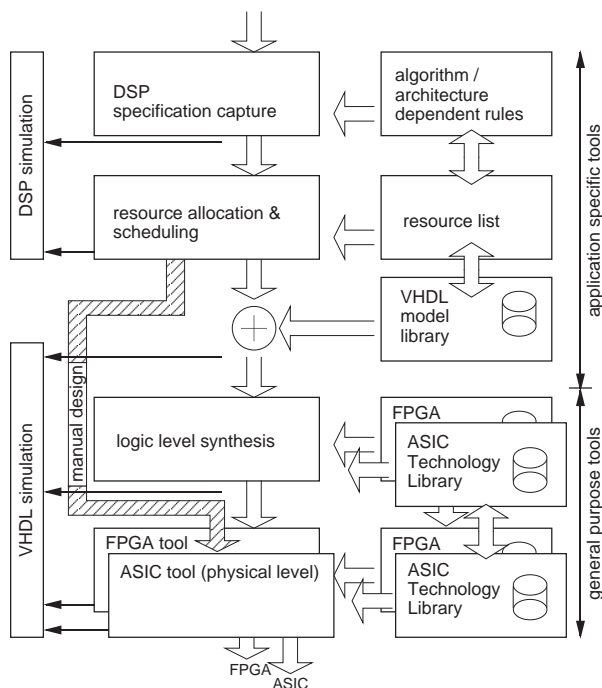 DSP
specification capture
algorithm /
architecture
dependent rules
DSP simulation
resource allocation &
scheduling
resource list
application specific tools
VHDL
model
library
manual design
VHDL simulation
logic level synthesis
FPGA
ASIC
Technology
Library
general purpose tools
FPGA tool
ASIC tool (physical level)
FPGA
ASIC
Technology
Library
FPGA
ASIC